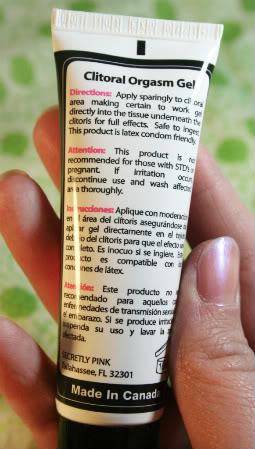 Clitoral Orgasm Gel
Directions: Apply sparingly to clitoral
area making certain to work gel
directly into the tissue underneath the
clitoris for full effects. Safe to ingest.
This product is latex condom friendly.
Attention: This product is not
recommended for those with STD's or
pregnant. If irritation occurs
discontinue use and wash affected
area thoroughly.
Instrucciones: Aplique con moderacion
en el área del clítoris asegurándose
aplicar gel directamente en el tejido
debajo del clítoris para que el efecto
completo. Es inocuo si se ingiere. Este
producto es compatible con
condones de látex.
Atención: Este producto no
recomendado para aquellos
enfermedades de transmisión sexual
el embarazo. Si se produce irritación
suspenda su uso y lavar la
afectada.
SECRETLY PINK
Tallahassee, FL 32301
Made In Canada